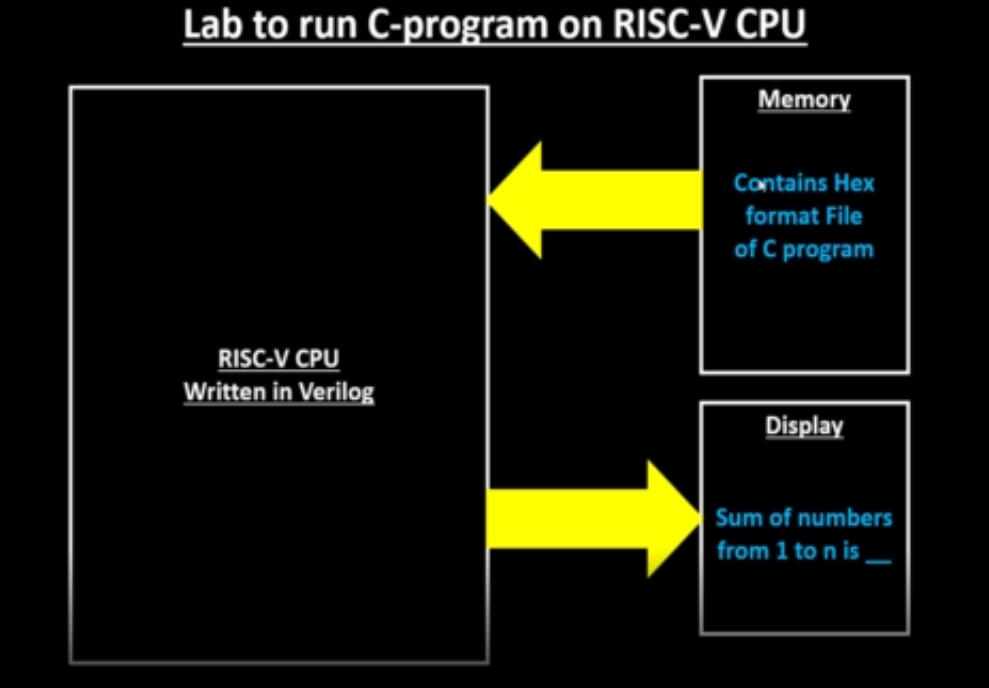 Lab to run C-program on RISC-V CPU
RISC-V CPU
Written in Verilog
Memory
Contains Hex
format File
of C program
Display
Sum of numbers
from 1 to n is __